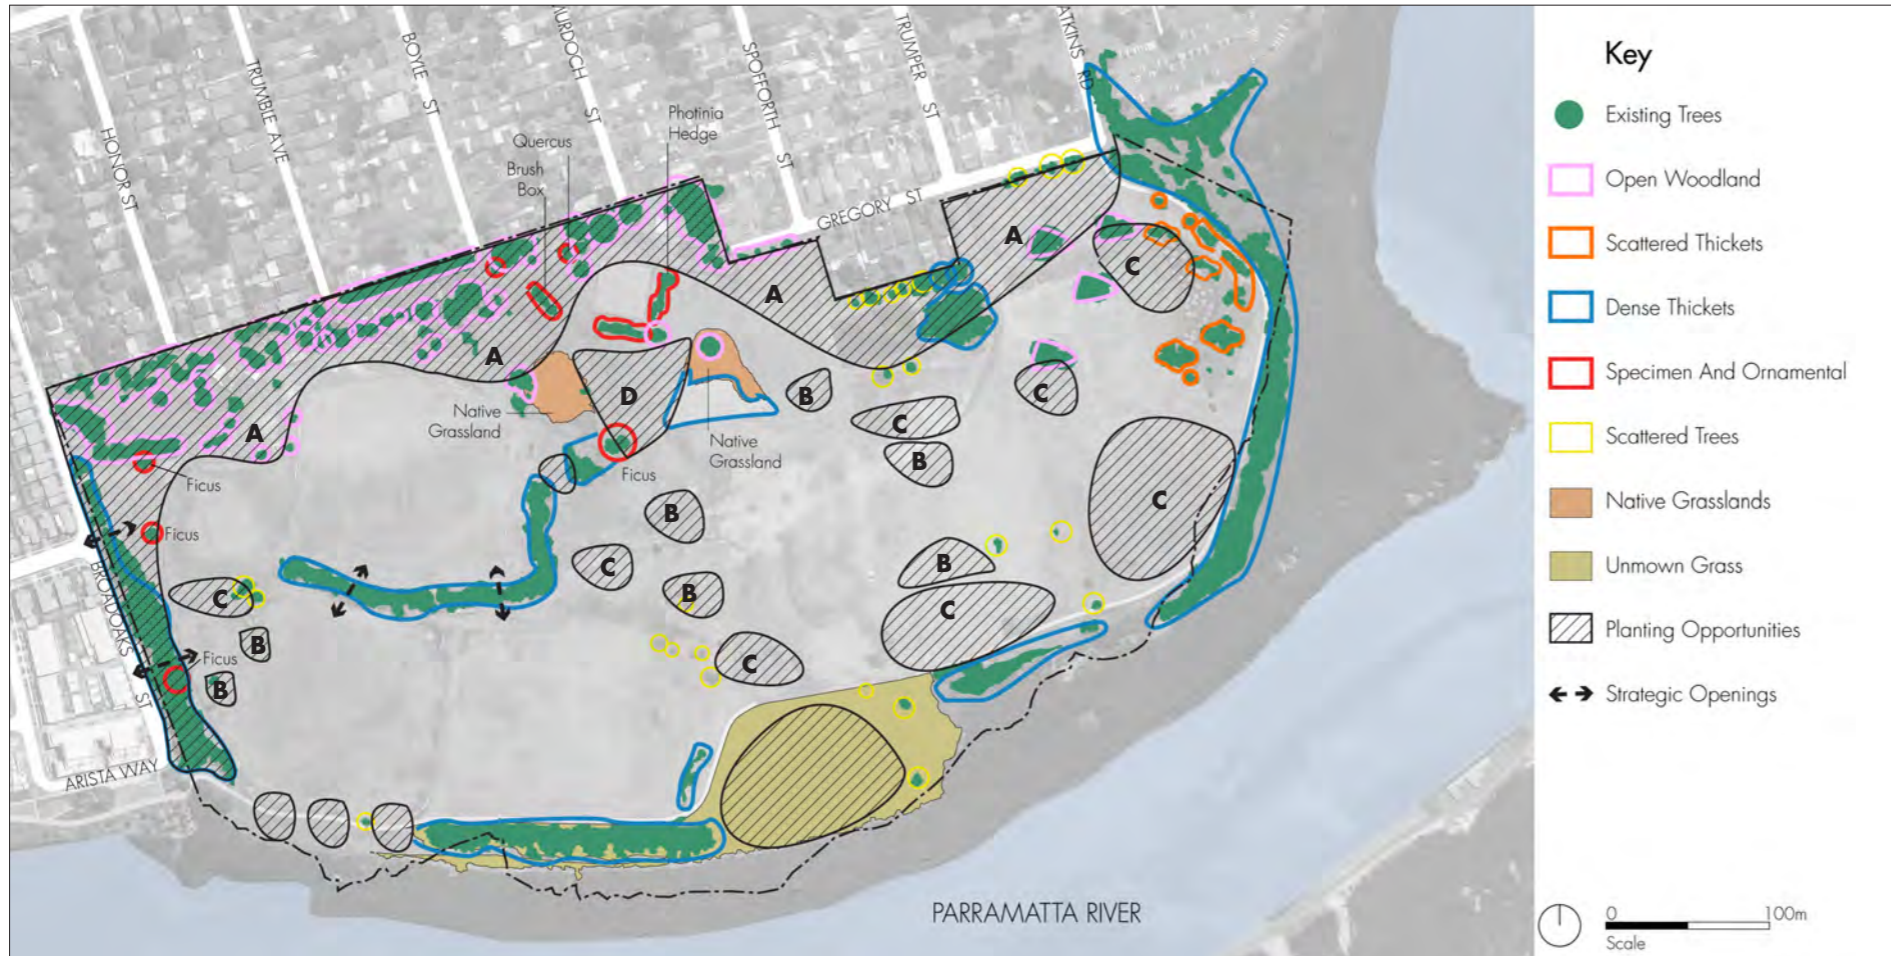 HONOR ST
TRUMBLE AVE
BOYLE ST
MURDOCH ST
SPOFFORTH ST
TRUMPER ST
ATKINS RD
GREGORY ST
Photinia
Hedge
Quercus
Brush
Box
A
A
A
A
C
D
B
C
C
B
C
Native
Grassland
Native
Grassland
Ficus
Ficus
Ficus
Ficus
B
C
B
B
C
C
C
B
B
BROADOAKS ST
ARISTA WAY
PARRAMATTA RIVER
Key
Existing Trees
Open Woodland
Scattered Thickets
Dense Thickets
Specimen And Ornamental
Scattered Trees
Native Grasslands
Unmown Grass
Planting Opportunities
Strategic Openings
0 100m
Scale